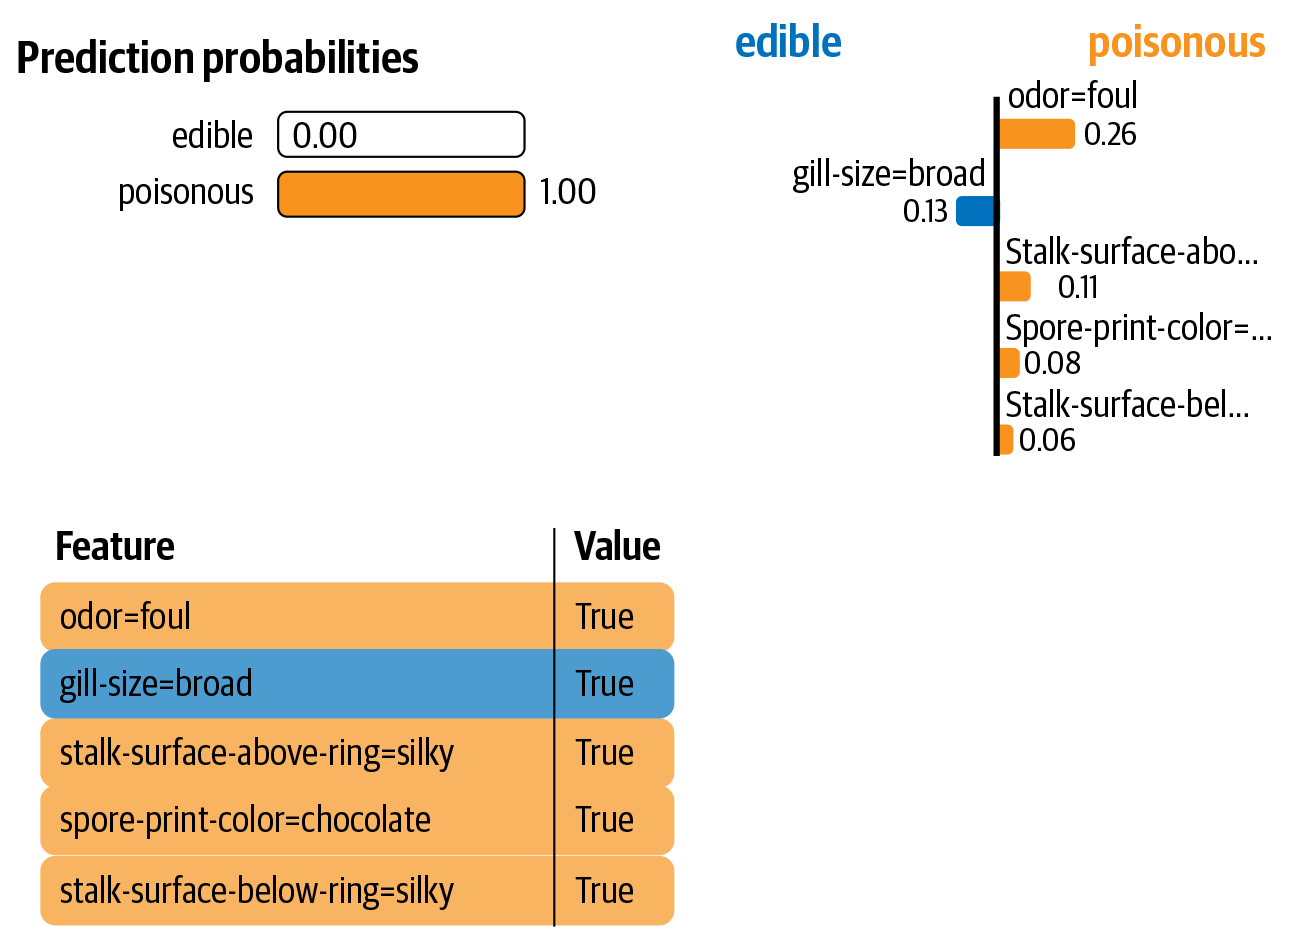 Prediction probabilities
edible 0.00
poisonous 1.00
edible poisonous
odor=foul
0.26
gill-size=broad
0.13
Stalk-surface-abo...
0.11
Spore-print-color=...
0.08
Stalk-surface-bel...
0.06
Feature Value
odor=foul True
gill-size=broad True
stalk-surface-above-ring=silky True
spore-print-color=chocolate True
stalk-surface-below-ring=silky True